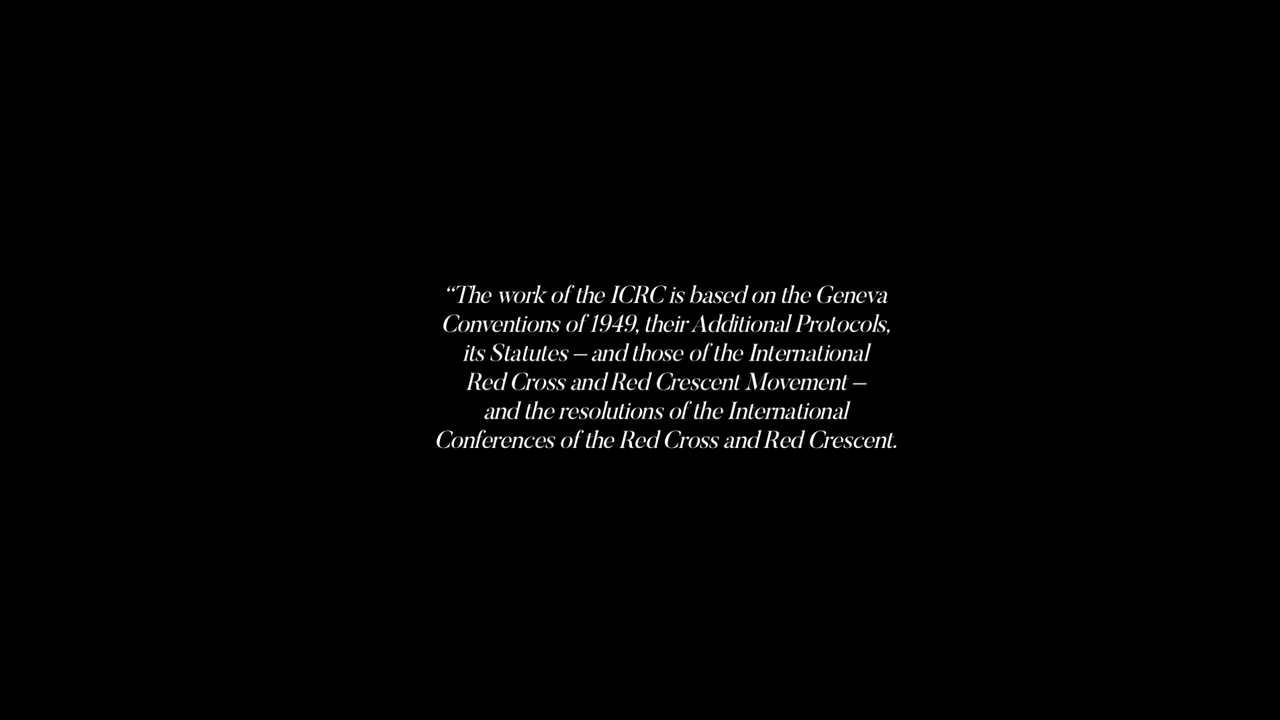 “The work of the ICRC is based on the Geneva
Conventions of 1949, their Additional Protocols,
its Statutes – and those of the International
Red Cross and Red Crescent Movement –
and the resolutions of the International
Conferences of the Red Cross and Red Crescent.